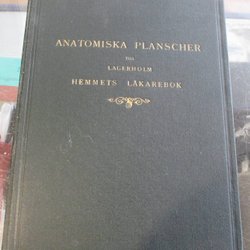 ANATOMISKA PLANSCHER
TILL
LAGERHOLM
HEMMETS LÄKAREBOK